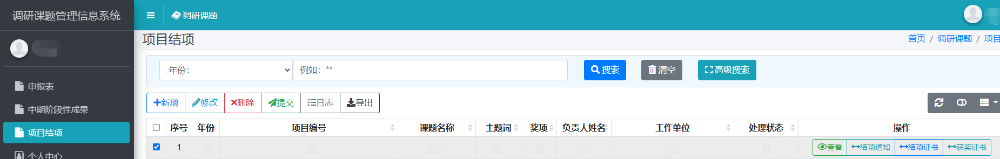 调研课题管理信息系统
调研课题
项目结项
首页 / 调研课题 / 项目
年份：
例如：**
搜索
清空
高级搜索
申报表
中期阶段性成果
项目结项
个人中心
新增
修改
删除
提交
日志
导出
序号 年份 项目编号 课题名称 主题词 奖项 负责人姓名 工作单位 处理状态 操作
1 查看 结项通知 结项证书 获奖证书